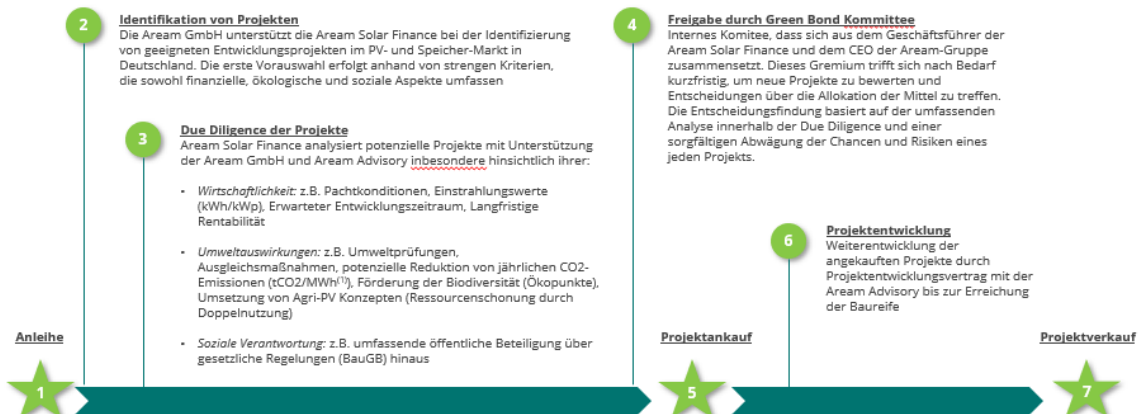 2
Identifikation von Projekten
Die Aream GmbH unterstützt die Aream Solar Finance bei der Identifizierung
von geeigneten Entwicklungsprojekten im PV- und Speicher-Markt in
Deutschland. Die erste Vorauswahl erfolgt anhand von strengen Kriterien,
die sowohl finanzielle, ökologische und soziale Aspekte umfassen
3
Due Diligence der Projekte
Aream Solar Finance analysiert potenzielle Projekte mit Unterstützung
der Aream GmbH und Aream Advisory inbesondere hinsichtlich ihrer:
- Wirtschaftlichkeit: z.B. Pachtkonditionen, Einstrahlungswerte
(kWh/kWp), Erwarteter Entwicklungszeitraum, Langfristige
Rentabilität
- Umweltauswirkungen: z.B. Umweltprüfungen,
Ausgleichsmaßnahmen, potenzielle Reduktion von jährlichen CO2-
Emissionen (tCO2/MWh⁽¹⁾), Förderung der Biodiversität (Ökopunkte),
Umsetzung von Agri-PV Konzepten (Ressourcenschonung durch
Doppelnutzung)
- Soziale Verantwortung: z.B. umfassende öffentliche Beteiligung über
gesetzliche Regelungen (BauGB) hinaus
4
Freigabe durch Green Bond Kommittee
Internes Komitee, dass sich aus dem Geschäftsführer der
Aream Solar Finance und dem CEO der Aream-Gruppe
zusammensetzt. Dieses Gremium trifft sich nach Bedarf
kurzfristig, um neue Projekte zu bewerten und
Entscheidungen über die Allokation der Mittel zu treffen.
Die Entscheidungsfindung basiert auf der umfassenden
Analyse innerhalb der Due Diligence und einer
sorgfältigen Abwägung der Chancen und Risiken eines
jeden Projekts.
6
Projektentwicklung
Weiterentwicklung der
angekauften Projekte durch
Projektentwicklungsvertrag mit der
Aream Advisory bis zur Erreichung
der Baureife
Anleihe
1
Projektankauf
5
Projektverkauf
7